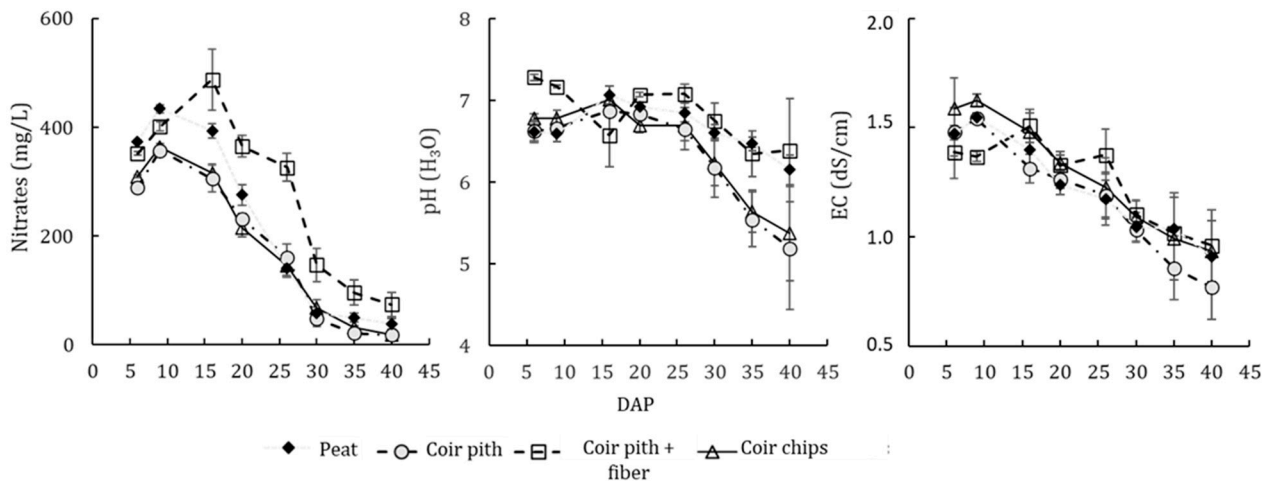 600
400
200
0
Nitrates (mg/L)
0 5 10 15 20 25 30 35 40 45
8
7
6
5
4
pH (H₃O)
0 5 10 15 20 25 30 35 40 45
DAP
2.0
1.5
1.0
0.5
EC (dS/cm)
0 5 10 15 20 25 30 35 40 45
Peat Coir pith Coir pith + Coir chips
fiber